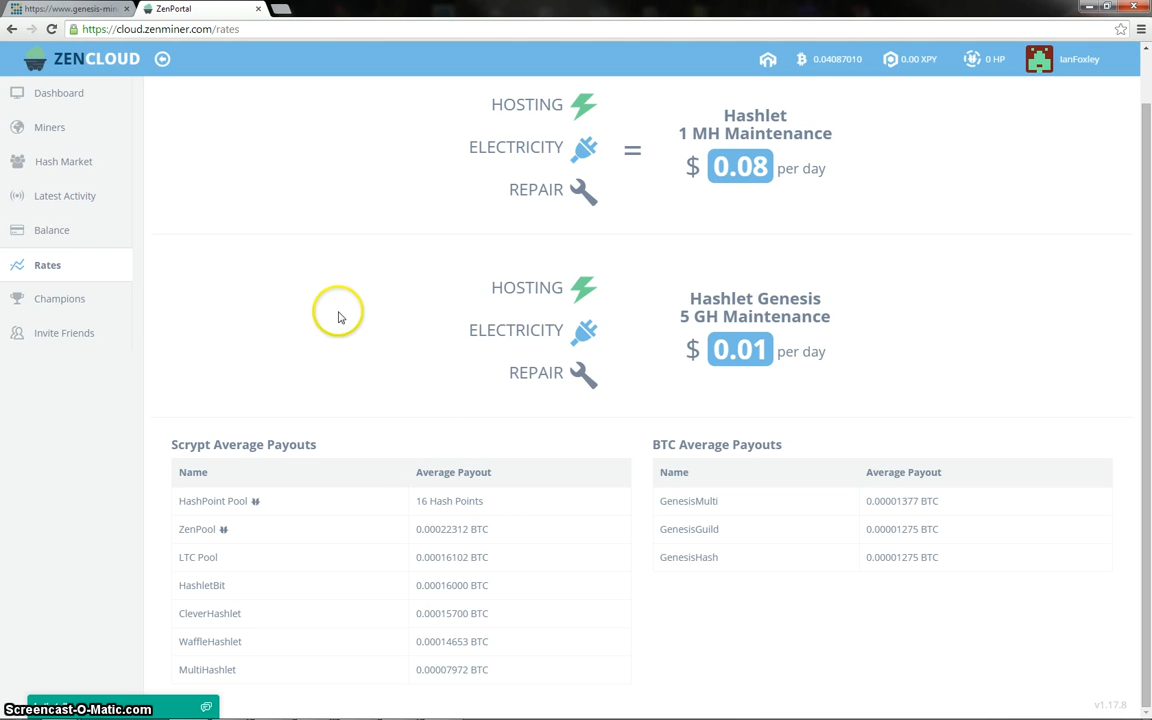 https://www.genesis-min
ZenPortal
https://cloud.zenminer.com/rates
ZENCLOUD
0.04087010
0.00 XPY
0 HP
IanFoxley
Dashboard
Miners
Hash Market
Latest Activity
Balance
Rates
Champions
Invite Friends
HOSTING
ELECTRICITY
REPAIR
=
Hashlet
1 MH Maintenance
$ 0.08 per day
HOSTING
ELECTRICITY
REPAIR
Hashlet Genesis
5 GH Maintenance
$ 0.01 per day
Scrypt Average Payouts
Name Average Payout
HashPoint Pool 16 Hash Points
ZenPool 0.00022312 BTC
LTC Pool 0.00016102 BTC
HashletBit 0.00016000 BTC
CleverHashlet 0.00015700 BTC
WaffleHashlet 0.00014653 BTC
MultiHashlet 0.00007972 BTC
BTC Average Payouts
Name Average Payout
GenesisMulti 0.00001377 BTC
GenesisGuild 0.00001275 BTC
GenesisHash 0.00001275 BTC
v1.17.8
Screencast-O-Matic.com